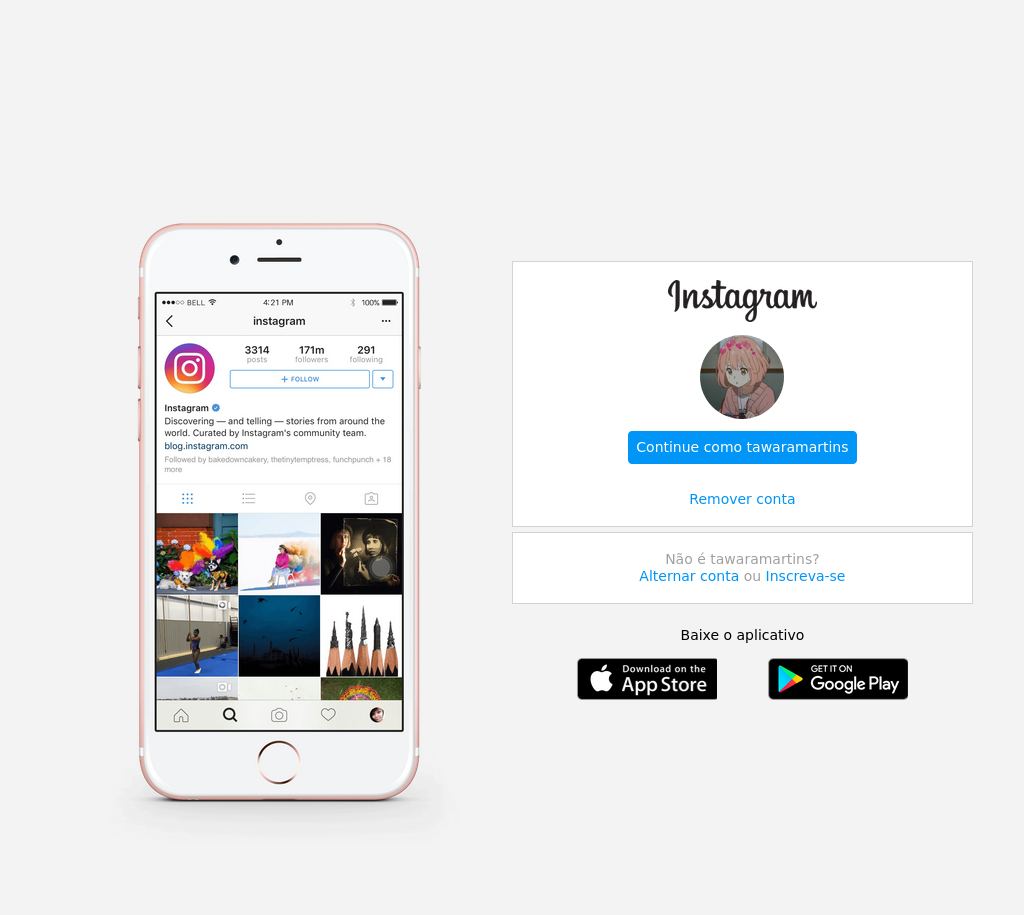 ●●●○○ BELL 4:21 PM 100%
instagram
3314 171m 291
posts followers following
+ FOLLOW
Instagram
Discovering — and telling — stories from around the
world. Curated by Instagram's community team.
blog.instagram.com
Followed by bakedowncakery, thetinytemptress, funchpunch + 18
more
Instagram
Continue como tawaramartins
Remover conta
Não é tawaramartins?
Alternar conta ou Inscreva-se
Baixe o aplicativo
Download on the
App Store
GET IT ON
Google Play